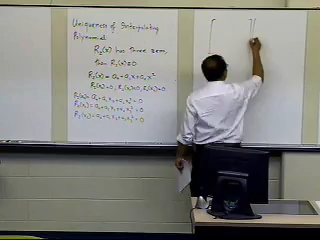 Uniqueness of Interpolating
Polynomial:
R₂(x) has three zeros,
then R₂(x)≡0
R₂(x) = a₀ + a₁x + a₂x²
R₂(x₀)=0, R₂(x₁)=0, R₂(x₂)=0
R₂(x₀) = a₀ + a₁x₀ + a₂x₀² = 0
R₂(x₁) = a₀ + a₁x₁ + a₂x₁² = 0
R₂(x₂) = a₀ + a₁x₂ + a₂x₂² = 0